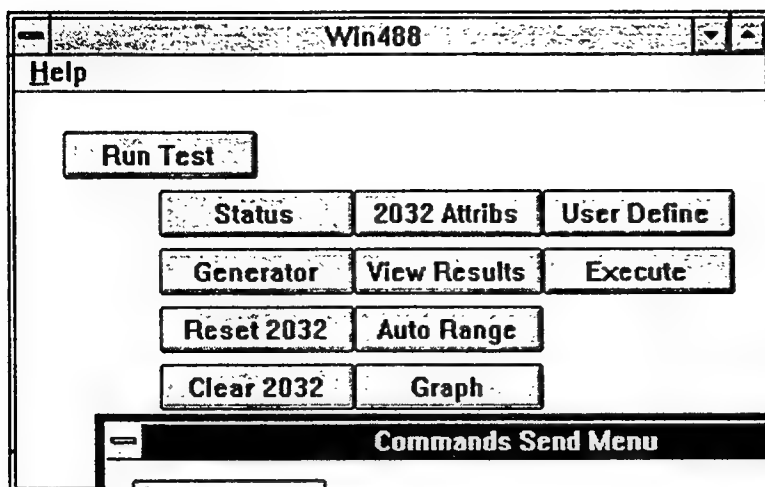 Win488
Help
Run Test
Status 2032 Attribs User Define
Generator View Results Execute
Reset 2032 Auto Range
Clear 2032 Graph
Commands Send Menu